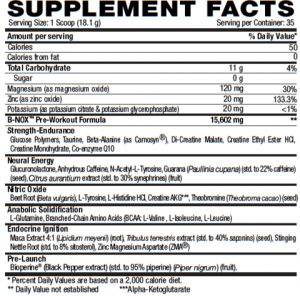 SUPPLEMENT FACTS
Serving Size: 1 Scoop (18.1 g) Servings per Container: 35
Amount per serving % Daily Value*
Calories 50
Calories from fat 0
Total Carbohydrate 11 g 4%
Sugar 0 g
Magnesium (as magnesium oxide) 120 mg 30%
Zinc (as zinc oxide) 20 mg 133.3%
Potassium (as potassium citrate & potassium glycerophosphate) 20 mg <1%
B-NOX™ Pre-Workout Formula 15,602 mg **
Strength-Endurance
Glucose Polymers, Taurine, Beta-Alanine (as Carnosyn®), Di-Creatine Malate, Creatine Ethyl Ester HCl,
Creatine Monohydrate, Co-enzyme Q10
Neural Energy
Glucuronolactone, Anhydrous Caffeine, N-Acetyl-L-Tyrosine, Guarana (Paullinia cupana) (std. to 22% caffeine)
(seed), Citrus aurantium extract (std. to 30% synephrines) (fruit)
Nitric Oxide
Beet Root (Beta vulgaris), L-Tyrosine, L-Histidine HCl, Creatine AKG***, Theobromine (Theobroma cacao) (seed)
Anabolic Solidification
L-Glutamine, Branched-Chain Amino Acids (BCAA: L-Valine, L-Isoleucine, L-Leucine)
Endocrine Ignition
Maca Extract 4:1 (Lipidium meyenii) (root), Tribulus terrestris extract (std. to 40% saponins) (seed), Stinging
Nettle Root (std. to 8% sitosterol), Zinc Magnesium Aspartate (ZMA®)
Pre-Launch
Bioperine® (Black Pepper extract) (std. to 95% piperine) (Piper nigrum) (fruit).
* Percent Daily Values are based on a 2,000 calorie diet.
** Daily Value not established ***Alpha-Ketoglutarate